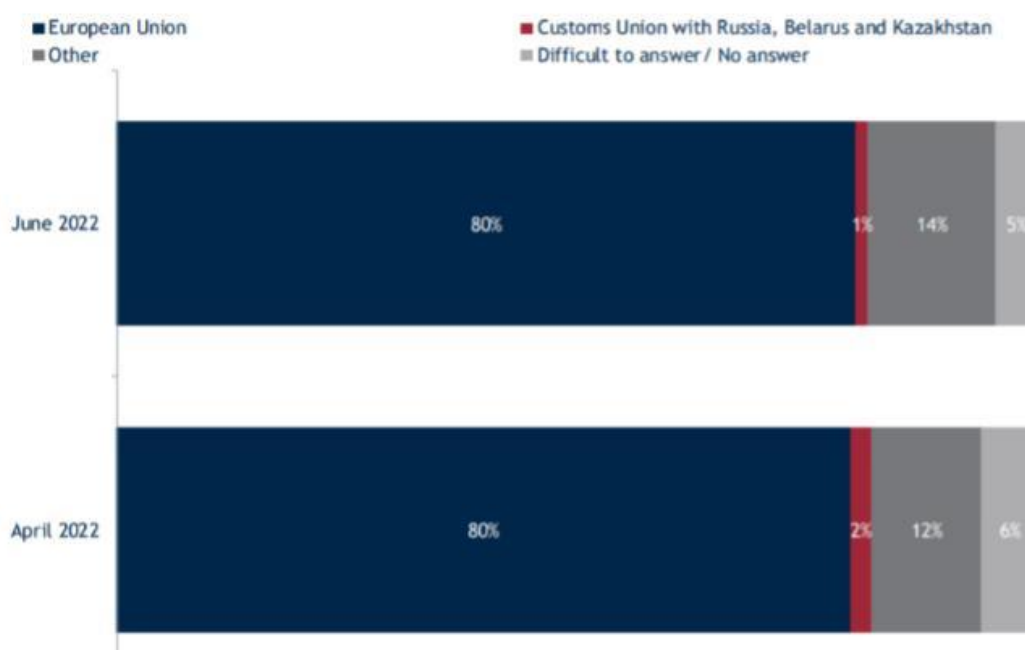 European Union
Customs Union with Russia, Belarus and Kazakhstan
Other
Difficult to answer/ No answer
June 2022
80%
1%
14%
5%
April 2022
80%
2%
12%
6%